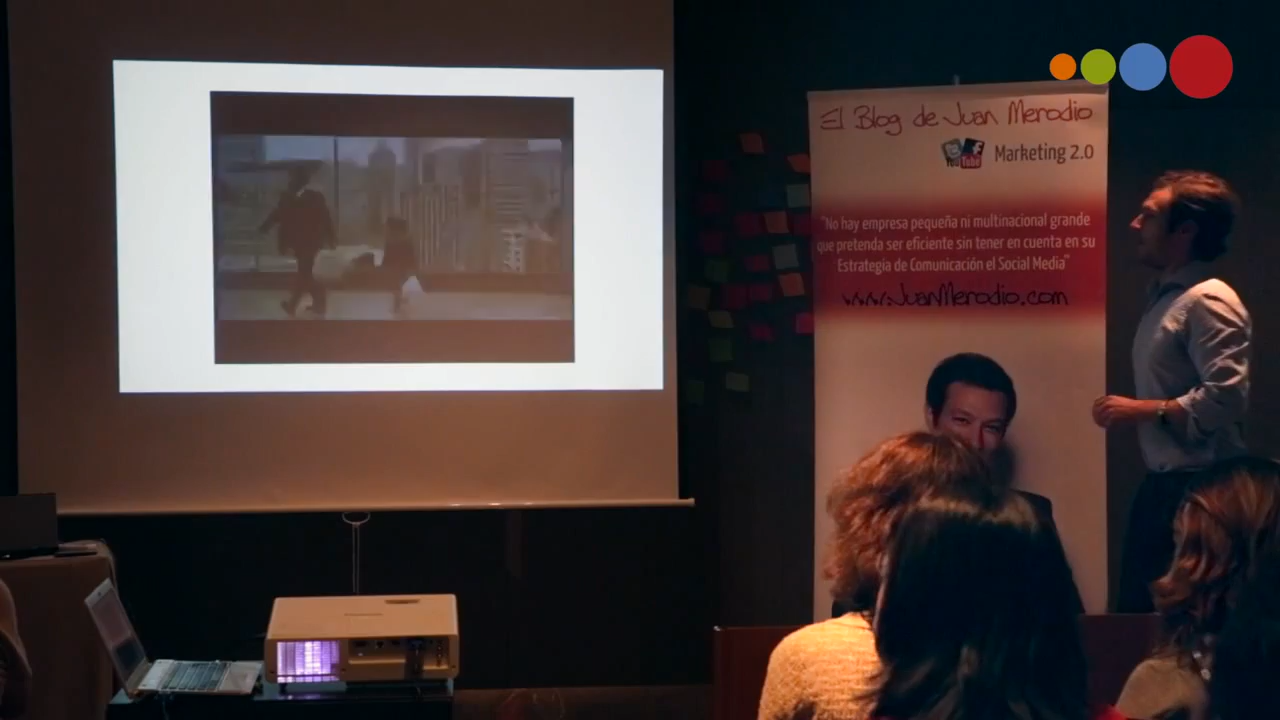 El Blog de Juan Merodio
YouTube
Marketing 2.0
"No hay empresa pequeña ni multinacional grande
que pretenda ser eficiente sin tener en cuenta en su
Estrategia de Comunicación el Social Media"
www.JuanMerodio.com